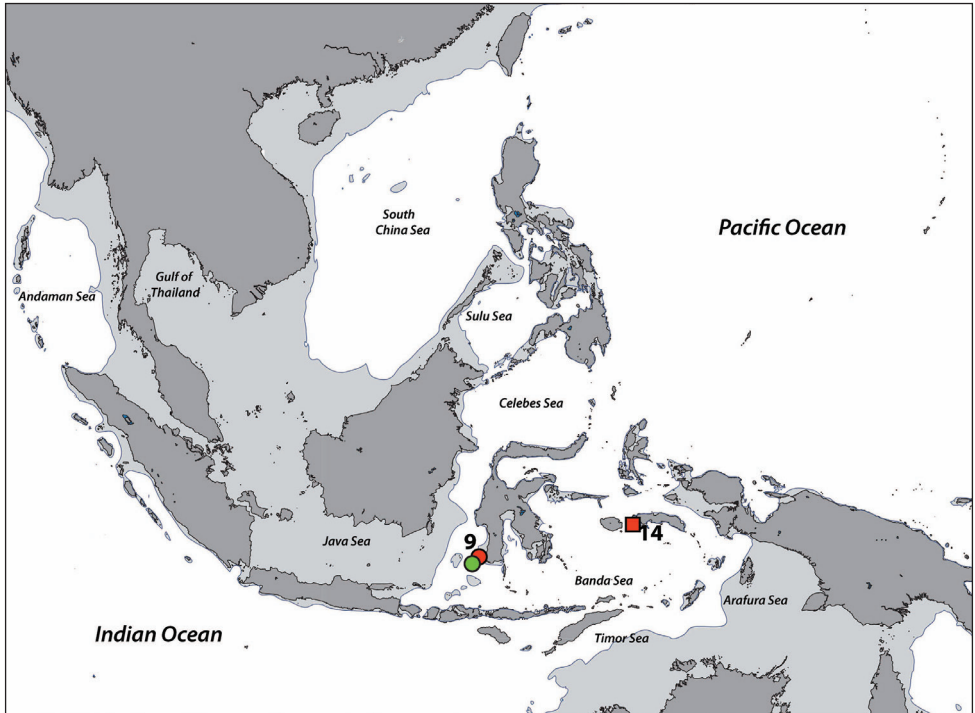 South
China Sea
Pacific Ocean
Gulf of
Thailand
Andaman Sea
Sulu Sea
Celebes Sea
9
14
Java Sea
Banda Sea
Arafura Sea
Indian Ocean
Timor Sea